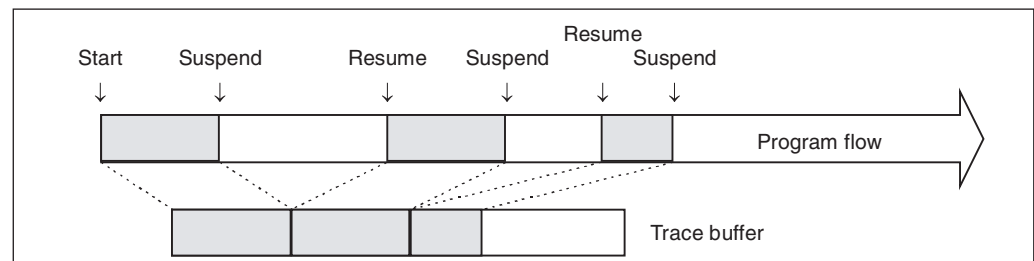 Resume
Start
Suspend
Resume
Suspend
Suspend
Program flow
Trace buffer